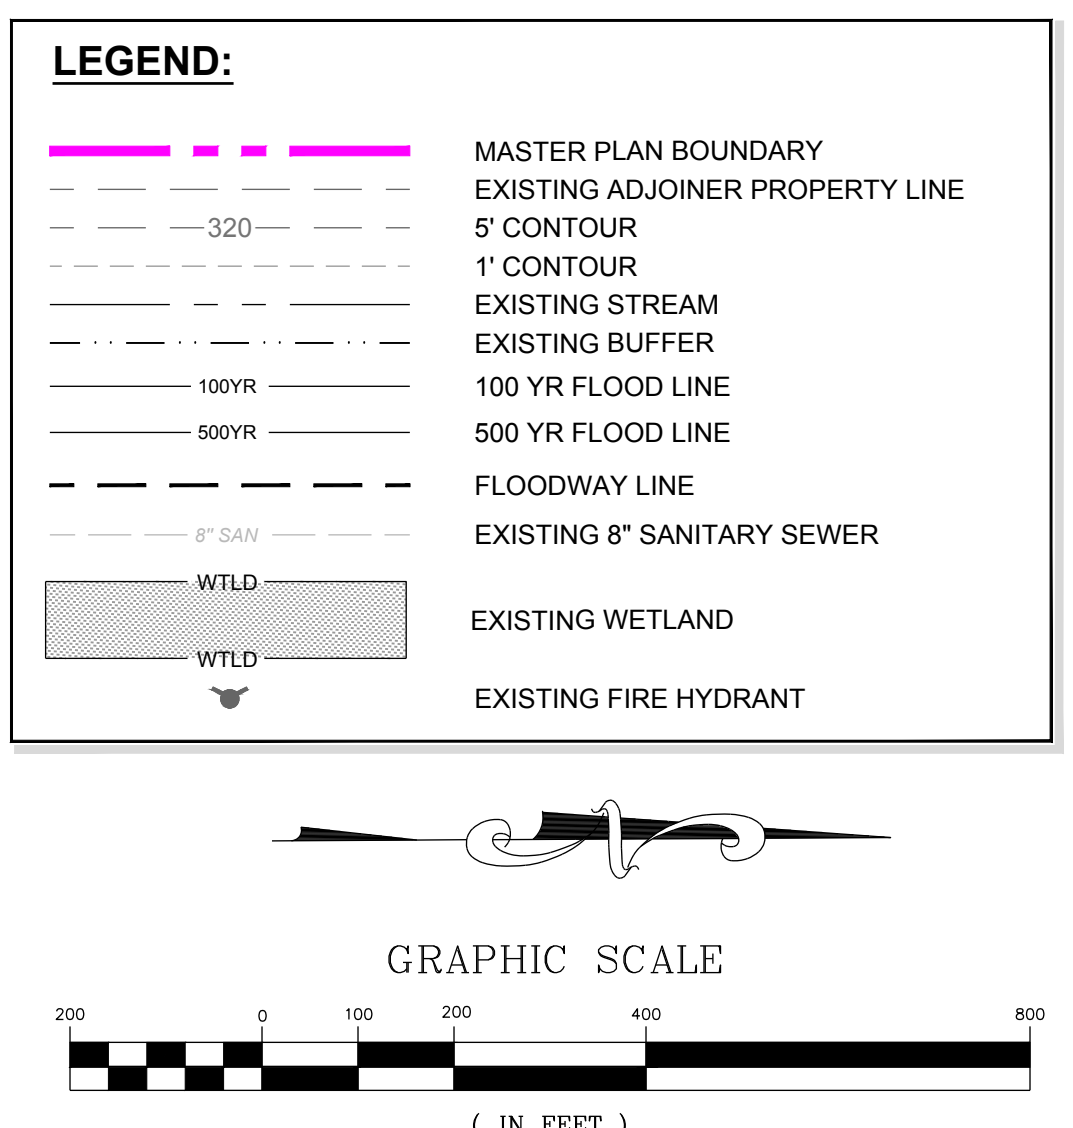 LEGEND:
MASTER PLAN BOUNDARY
EXISTING ADJOINER PROPERTY LINE
320 5' CONTOUR
1' CONTOUR
EXISTING STREAM
EXISTING BUFFER
100YR 100 YR FLOOD LINE
500YR 500 YR FLOOD LINE
FLOODWAY LINE
8" SAN EXISTING 8" SANITARY SEWER
WTLD
EXISTING WETLAND
WTLD
EXISTING FIRE HYDRANT
N
GRAPHIC SCALE
200 0 100 200 400 800
( IN FEET )